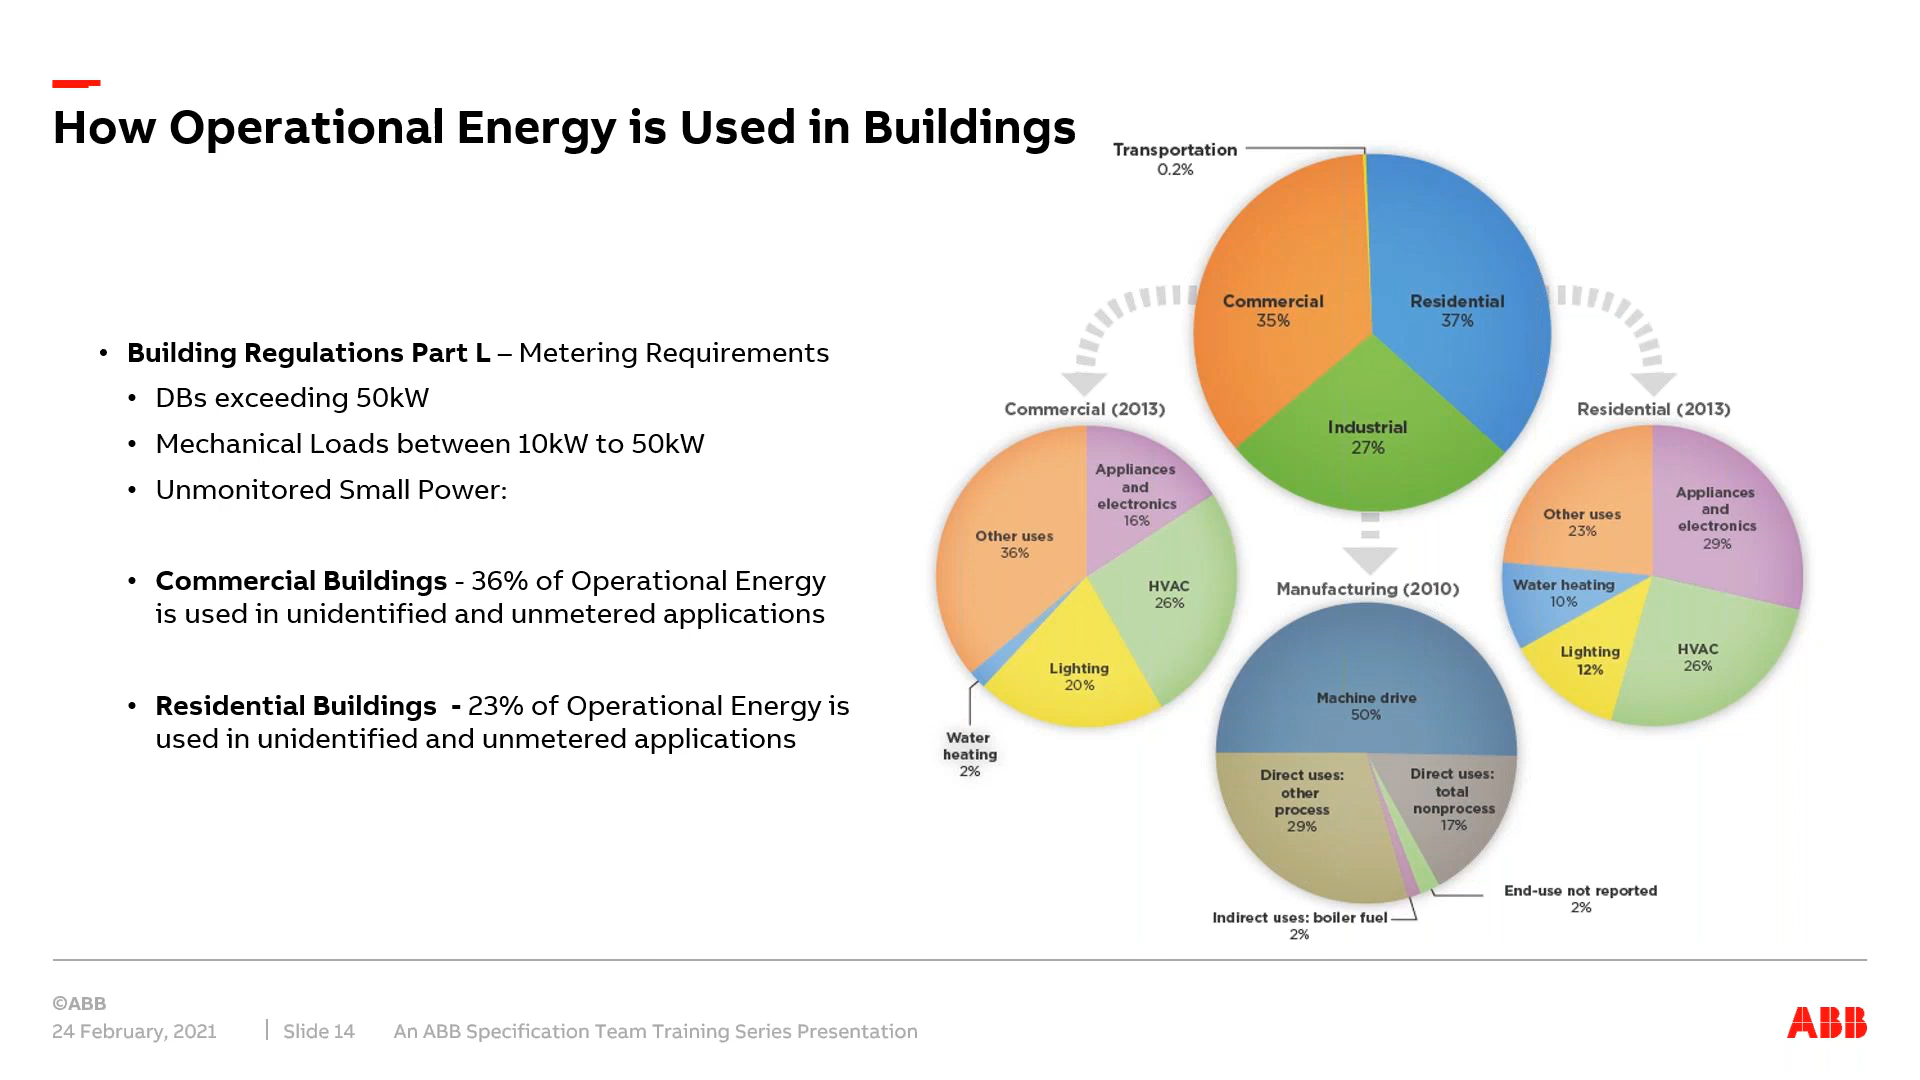 How Operational Energy is Used in Buildings
• Building Regulations Part L – Metering Requirements
• DBs exceeding 50kW
• Mechanical Loads between 10kW to 50kW
• Unmonitored Small Power:
• Commercial Buildings - 36% of Operational Energy
is used in unidentified and unmetered applications
• Residential Buildings - 23% of Operational Energy is
used in unidentified and unmetered applications
Transportation
0.2%
Commercial
35%
Residential
37%
Industrial
27%
Commercial (2013)
Appliances
and
electronics
16%
HVAC
26%
Lighting
20%
Water
heating
2%
Other uses
36%
Manufacturing (2010)
Machine drive
50%
Direct uses:
total
nonprocess
17%
End-use not reported
2%
Indirect uses: boiler fuel
2%
Direct uses:
other
process
29%
Residential (2013)
Appliances
and
electronics
29%
HVAC
26%
Lighting
12%
Water heating
10%
Other uses
23%
©ABB
24 February, 2021
Slide 14
An ABB Specification Team Training Series Presentation
ABB